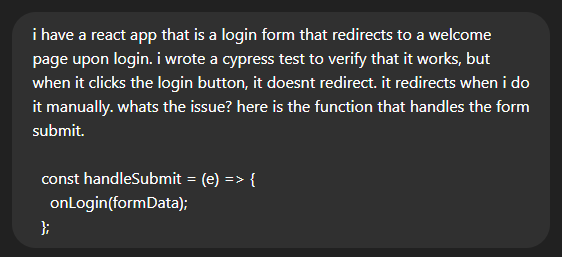 i have a react app that is a login form that redirects to a welcome
page upon login. i wrote a cypress test to verify that it works, but
when it clicks the login button, it doesnt redirect. it redirects when i do
it manually. whats the issue? here is the function that handles the form
submit.
const handleSubmit = (e) => {
onLogin(formData);
};